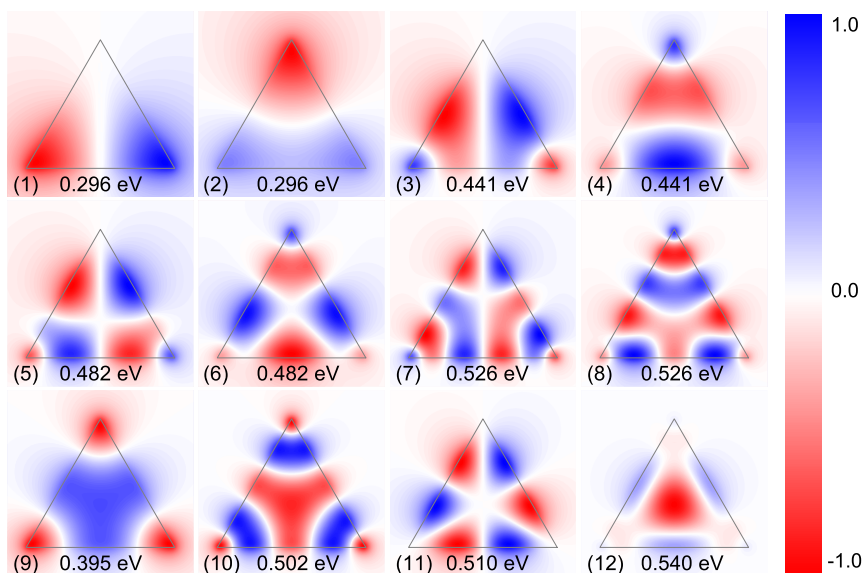 (1) 0.296 eV
(2) 0.296 eV
(3) 0.441 eV
(4) 0.441 eV
(5) 0.482 eV
(6) 0.482 eV
(7) 0.526 eV
(8) 0.526 eV
(9) 0.395 eV
(10) 0.502 eV
(11) 0.510 eV
(12) 0.540 eV
1.0
0.0
-1.0